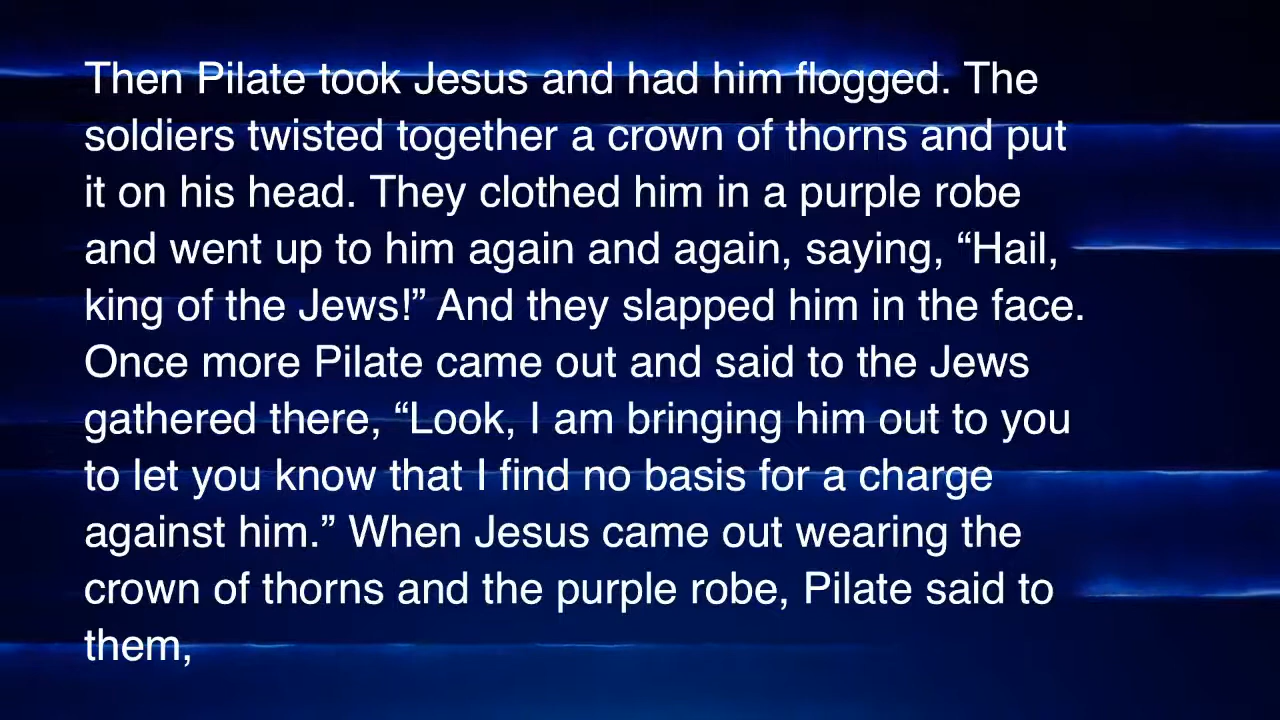 Then Pilate took Jesus and had him flogged. The
soldiers twisted together a crown of thorns and put
it on his head. They clothed him in a purple robe
and went up to him again and again, saying, “Hail,
king of the Jews!” And they slapped him in the face.
Once more Pilate came out and said to the Jews
gathered there, “Look, I am bringing him out to you
to let you know that I find no basis for a charge
against him.” When Jesus came out wearing the
crown of thorns and the purple robe, Pilate said to
them,